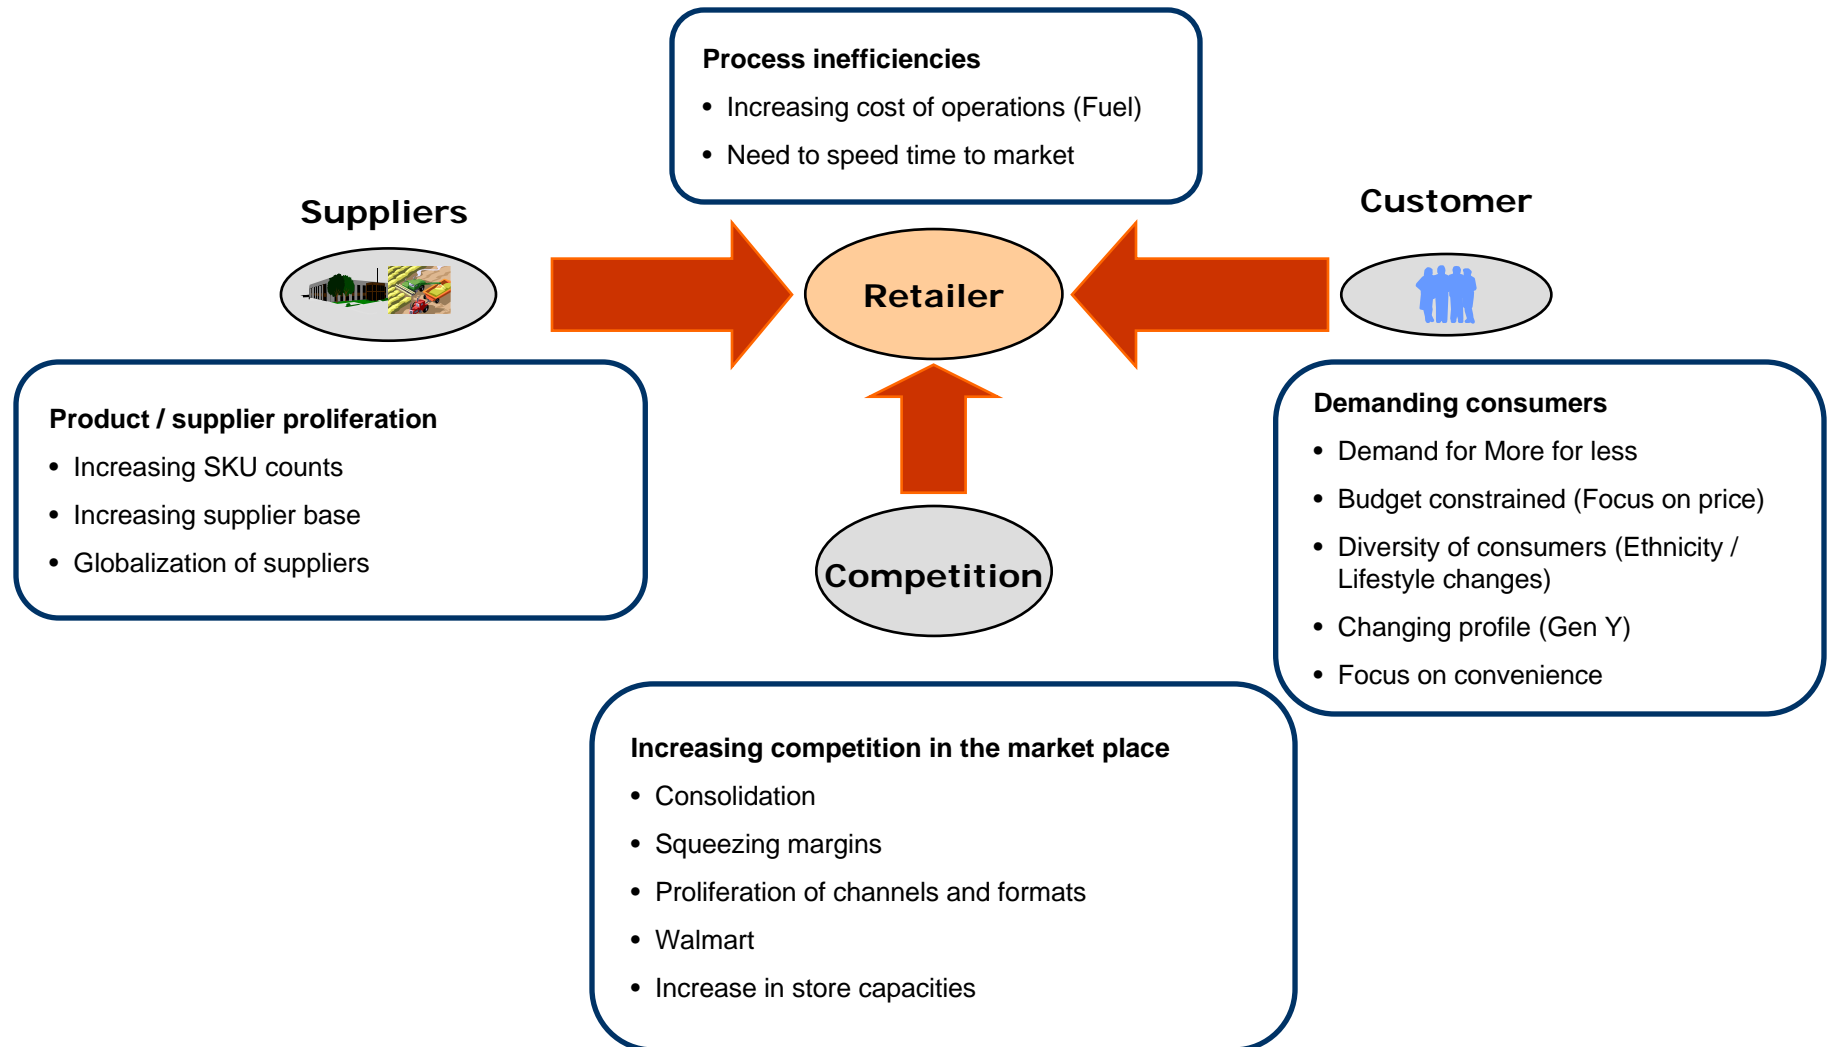 Process inefficiencies
• Increasing cost of operations (Fuel)
• Need to speed time to market
Suppliers
Customer
Retailer
Product / supplier proliferation
• Increasing SKU counts
• Increasing supplier base
• Globalization of suppliers
Demanding consumers
• Demand for More for less
• Budget constrained (Focus on price)
• Diversity of consumers (Ethnicity /
Lifestyle changes)
• Changing profile (Gen Y)
• Focus on convenience
Competition
Increasing competition in the market place
• Consolidation
• Squeezing margins
• Proliferation of channels and formats
• Walmart
• Increase in store capacities